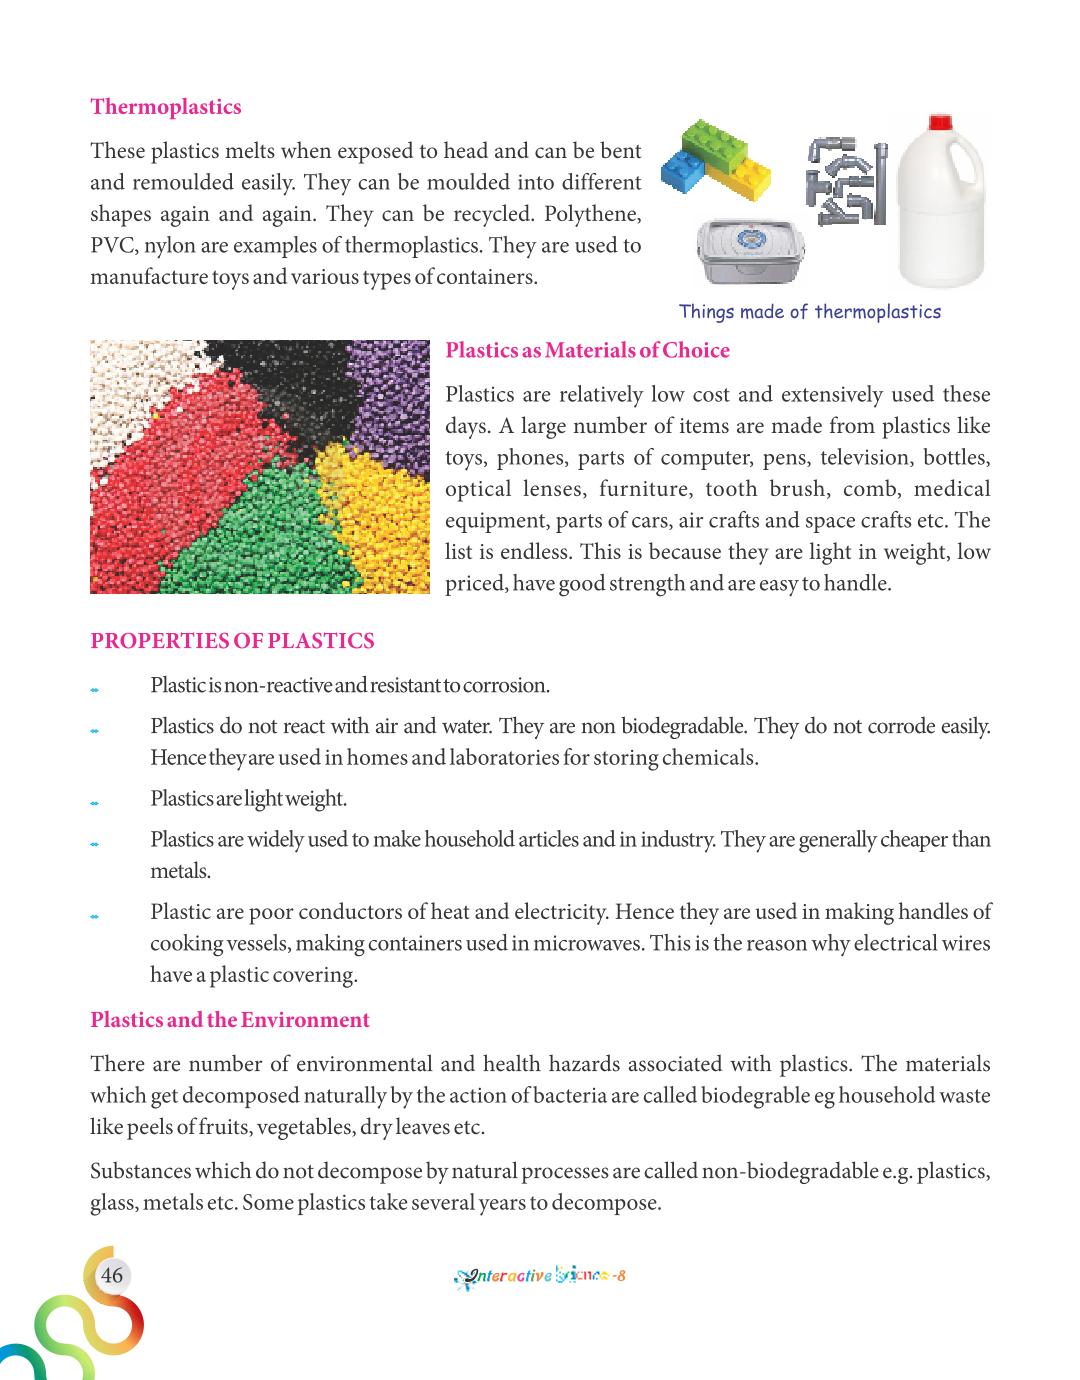 Thermoplastics
These plastics melts when exposed to head and can be bent
and remoulded easily. They can be moulded into different
shapes again and again. They can be recycled. Polythene,
PVC, nylon are examples of thermoplastics. They are used to
manufacture toys and various types of containers.
Things made of thermoplastics
Plastics as Materials of Choice
Plastics are relatively low cost and extensively used these
days. A large number of items are made from plastics like
toys, phones, parts of computer, pens, television, bottles,
optical lenses, furniture, tooth brush, comb, medical
equipment, parts of cars, air crafts and space crafts etc. The
list is endless. This is because they are light in weight, low
priced, have good strength and are easy to handle.
PROPERTIES OF PLASTICS
Plastic is non-reactive and resistant to corrosion.
Plastics do not react with air and water. They are non biodegradable. They do not corrode easily.
Hence they are used in homes and laboratories for storing chemicals.
Plastics are light weight.
Plastics are widely used to make household articles and in industry. They are generally cheaper than
metals.
Plastic are poor conductors of heat and electricity. Hence they are used in making handles of
cooking vessels, making containers used in microwaves. This is the reason why electrical wires
have a plastic covering.
Plastics and the Environment
There are number of environmental and health hazards associated with plastics. The materials
which get decomposed naturally by the action of bacteria are called biodegrable eg household waste
like peels of fruits, vegetables, dry leaves etc.
Substances which do not decompose by natural processes are called non-biodegradable e.g. plastics,
glass, metals etc. Some plastics take several years to decompose.
46
Interactive Science-8